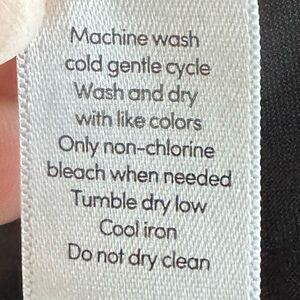 Machine wash
cold gentle cycle
Wash and dry
with like colors
Only non-chlorine
bleach when needed
Tumble dry low
Cool iron
Do not dry clean